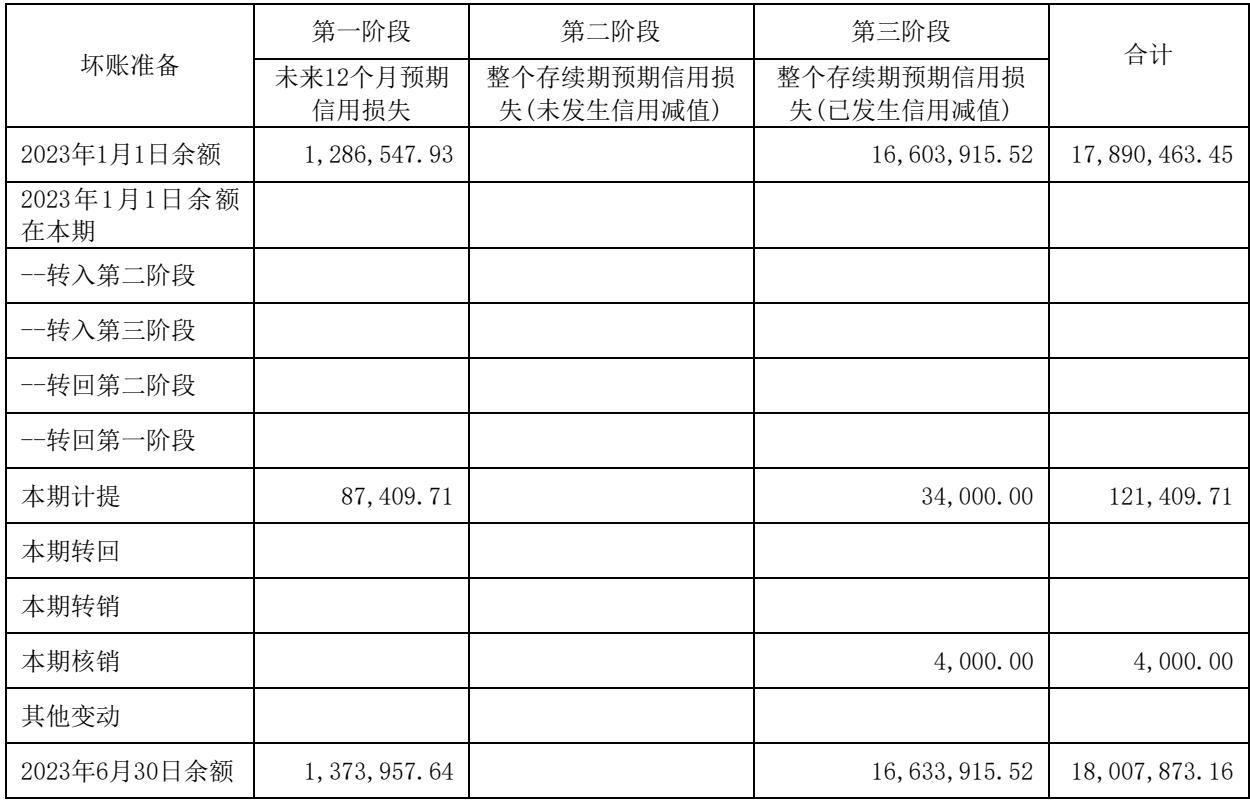 坏账准备 第一阶段 第二阶段 第三阶段 合计
未来12个月预期 整个存续期预期信用损 整个存续期预期信用损
信用损失 失(未发生信用减值) 失(已发生信用减值)
2023年1月1日余额 1,286,547.93 16,603,915.52 17,890,463.45
2023年1月1日余额
在本期
--转入第二阶段
--转入第三阶段
--转回第二阶段
--转回第一阶段
本期计提 87,409.71 34,000.00 121,409.71
本期转回
本期转销
本期核销 4,000.00 4,000.00
其他变动
2023年6月30日余额 1,373,957.64 16,633,915.52 18,007,873.16